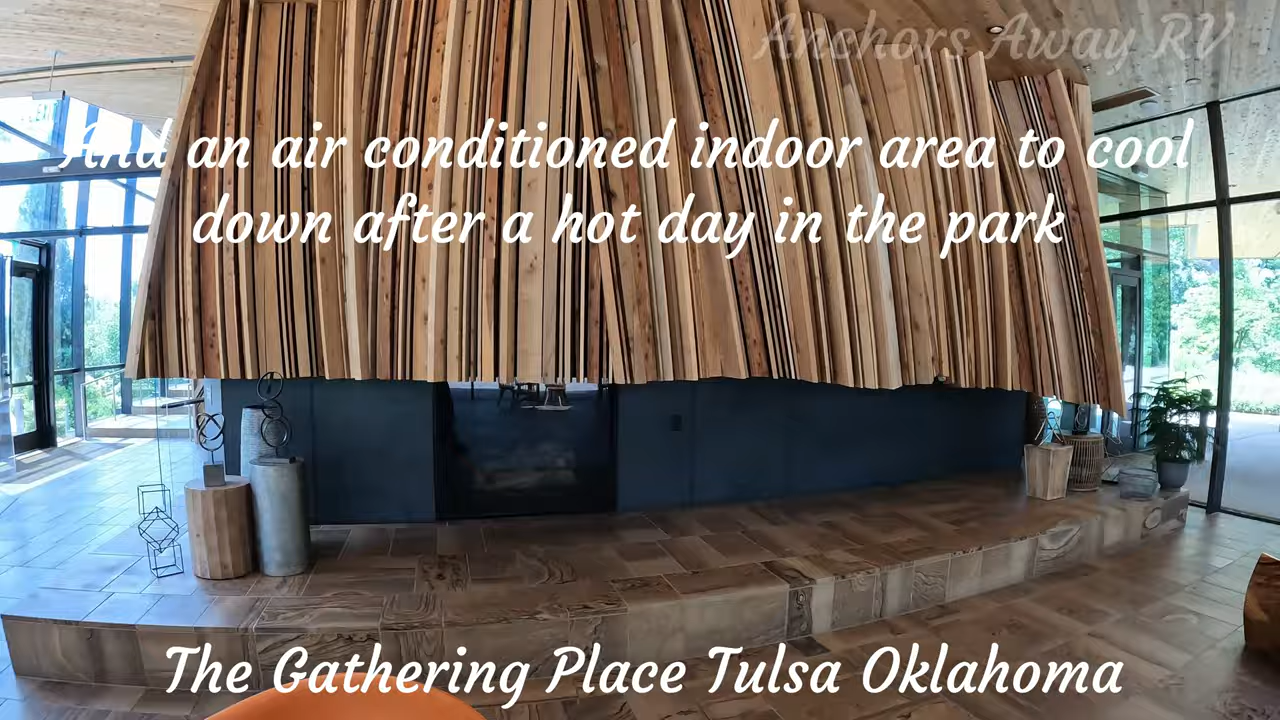 Anchors Away RV
And an air conditioned indoor area to cool
down after a hot day in the park
The Gathering Place Tulsa Oklahoma